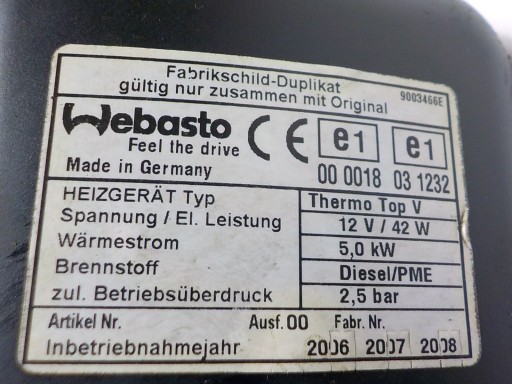 Fabrikschild-Duplikat
gültig nur zusammen mit Original 9003466E
Webasto CE e1 e1
Feel the drive
Made in Germany 00 0018 03 1232
HEIZGERÄT Typ Thermo Top V
Spannung / El. Leistung 12 V / 42 W
Wärmestrom 5,0 kW
Brennstoff Diesel/PME
zul. Betriebsüberdruck 2,5 bar
Artikel Nr. Ausf. 00 Fabr. Nr.
Inbetriebnahmejahr 2006 2007 2008